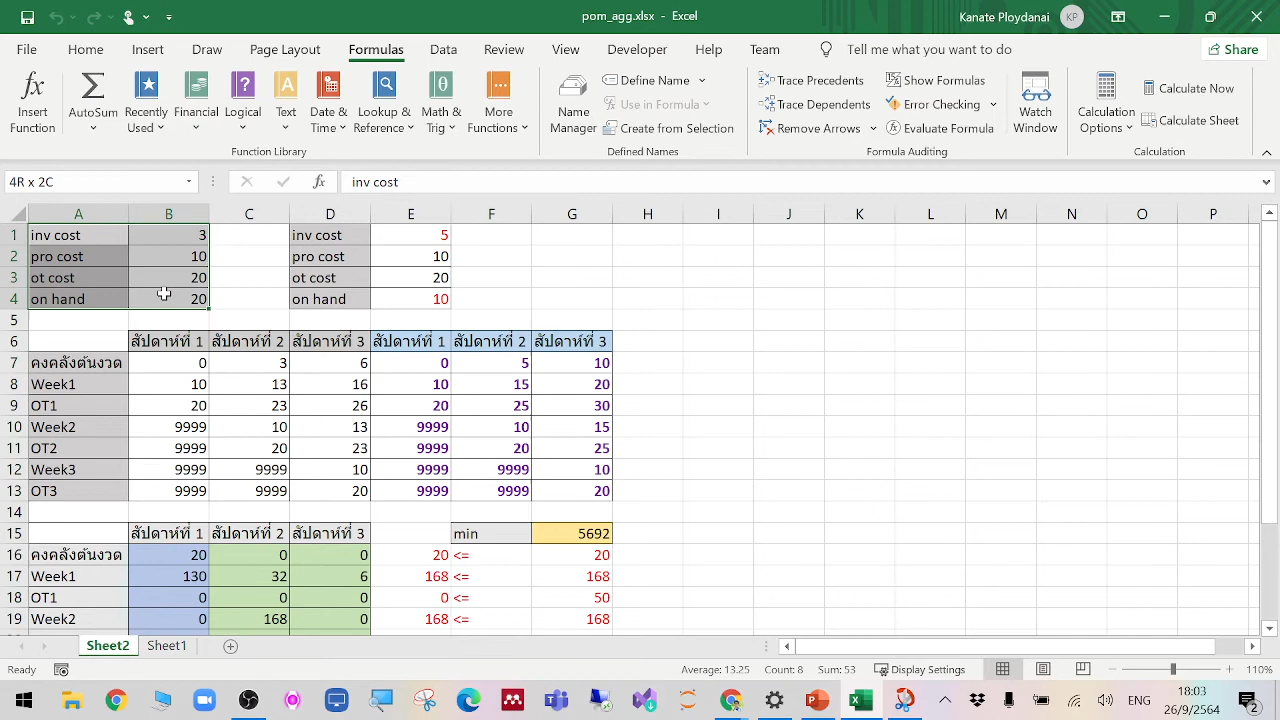 pom_agg.xlsx - Excel
Kanate Ploydanai KP
File Home Insert Draw Page Layout Formulas Data Review View Developer Help Team Tell me what you want to do Share
Insert Function
AutoSum
Recently Used
Financial
Logical
Text
Date & Time
Lookup & Reference
Math & Trig
More Functions
Function Library
Name Manager
Define Name
Use in Formula
Create from Selection
Defined Names
Trace Precedents
Trace Dependents
Remove Arrows
Show Formulas
Error Checking
Evaluate Formula
Formula Auditing
Watch Window
Calculation Options
Calculate Now
Calculate Sheet
Calculation
4R x 2C fx inv cost
A B C D E F G H I J K L M N O P
1 inv cost 3 inv cost 5
2 pro cost 10 pro cost 10
3 ot cost 20 ot cost 20
4 on hand 20 on hand 10
5
6 สัปดาห์ที่ 1 สัปดาห์ที่ 2 สัปดาห์ที่ 3 สัปดาห์ที่ 1 สัปดาห์ที่ 2 สัปดาห์ที่ 3
7 คงคลังต้นงวด 0 3 6 0 5 10
8 Week1 10 13 16 10 15 20
9 OT1 20 23 26 20 25 30
10 Week2 9999 10 13 9999 10 15
11 OT2 9999 20 23 9999 20 25
12 Week3 9999 9999 10 9999 9999 10
13 OT3 9999 9999 20 9999 9999 20
14
15 สัปดาห์ที่ 1 สัปดาห์ที่ 2 สัปดาห์ที่ 3 min 5692
16 คงคลังต้นงวด 20 0 0 20 <= 20
17 Week1 130 32 6 168 <= 168
18 OT1 0 0 0 0 <= 50
19 Week2 0 168 0 168 <= 168
Sheet2 Sheet1
Ready Average: 13.25 Count: 8 Sum: 53 Display Settings 110%
ENG 18:03 26/9/2564 2